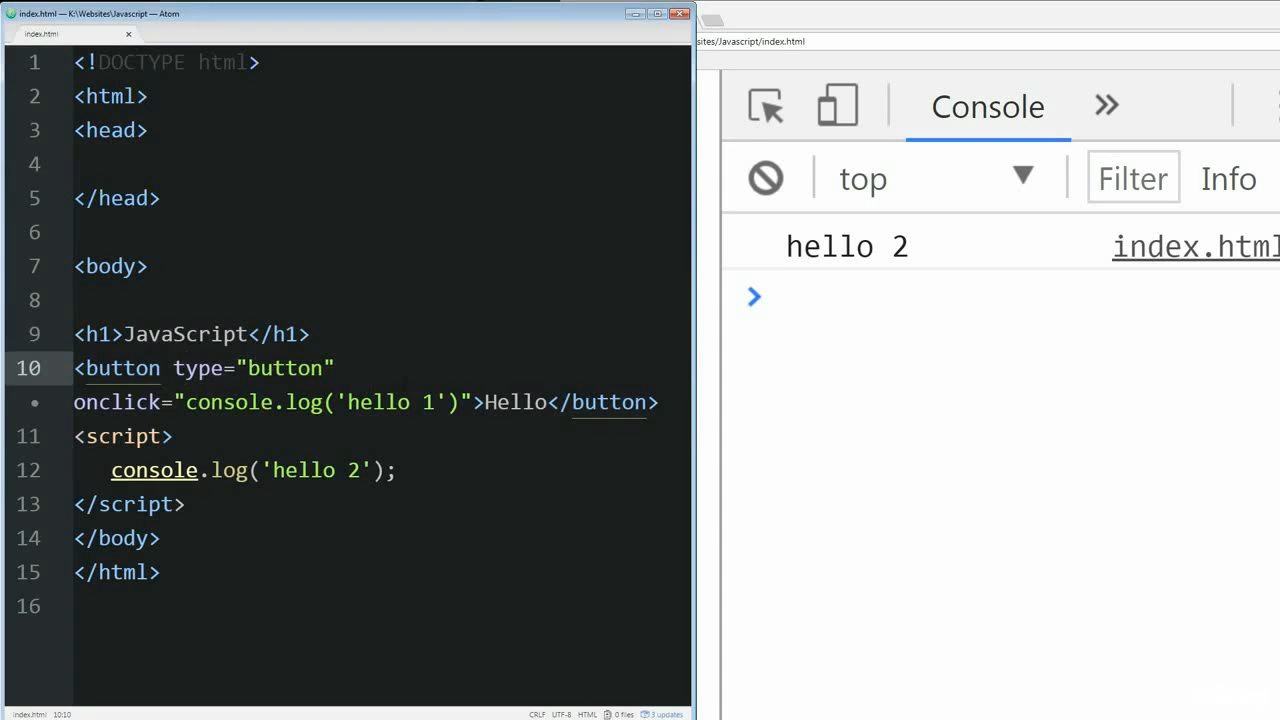 index.html — K:\Websites\Javascript — Atom
index.html
1 <!DOCTYPE html>
2 <html>
3 <head>
4
5 </head>
6
7 <body>
8
9 <h1>JavaScript</h1>
10 <button type="button"
• onclick="console.log('hello 1')">Hello</button>
11 <script>
12 console.log('hello 2');
13 </script>
14 </body>
15 </html>
16
index.html 10:10 CRLF UTF-8 HTML 0 files 3 updates
sites/Javascript/index.html
Console »
top ▼ Filter Info
hello 2 index.html
>